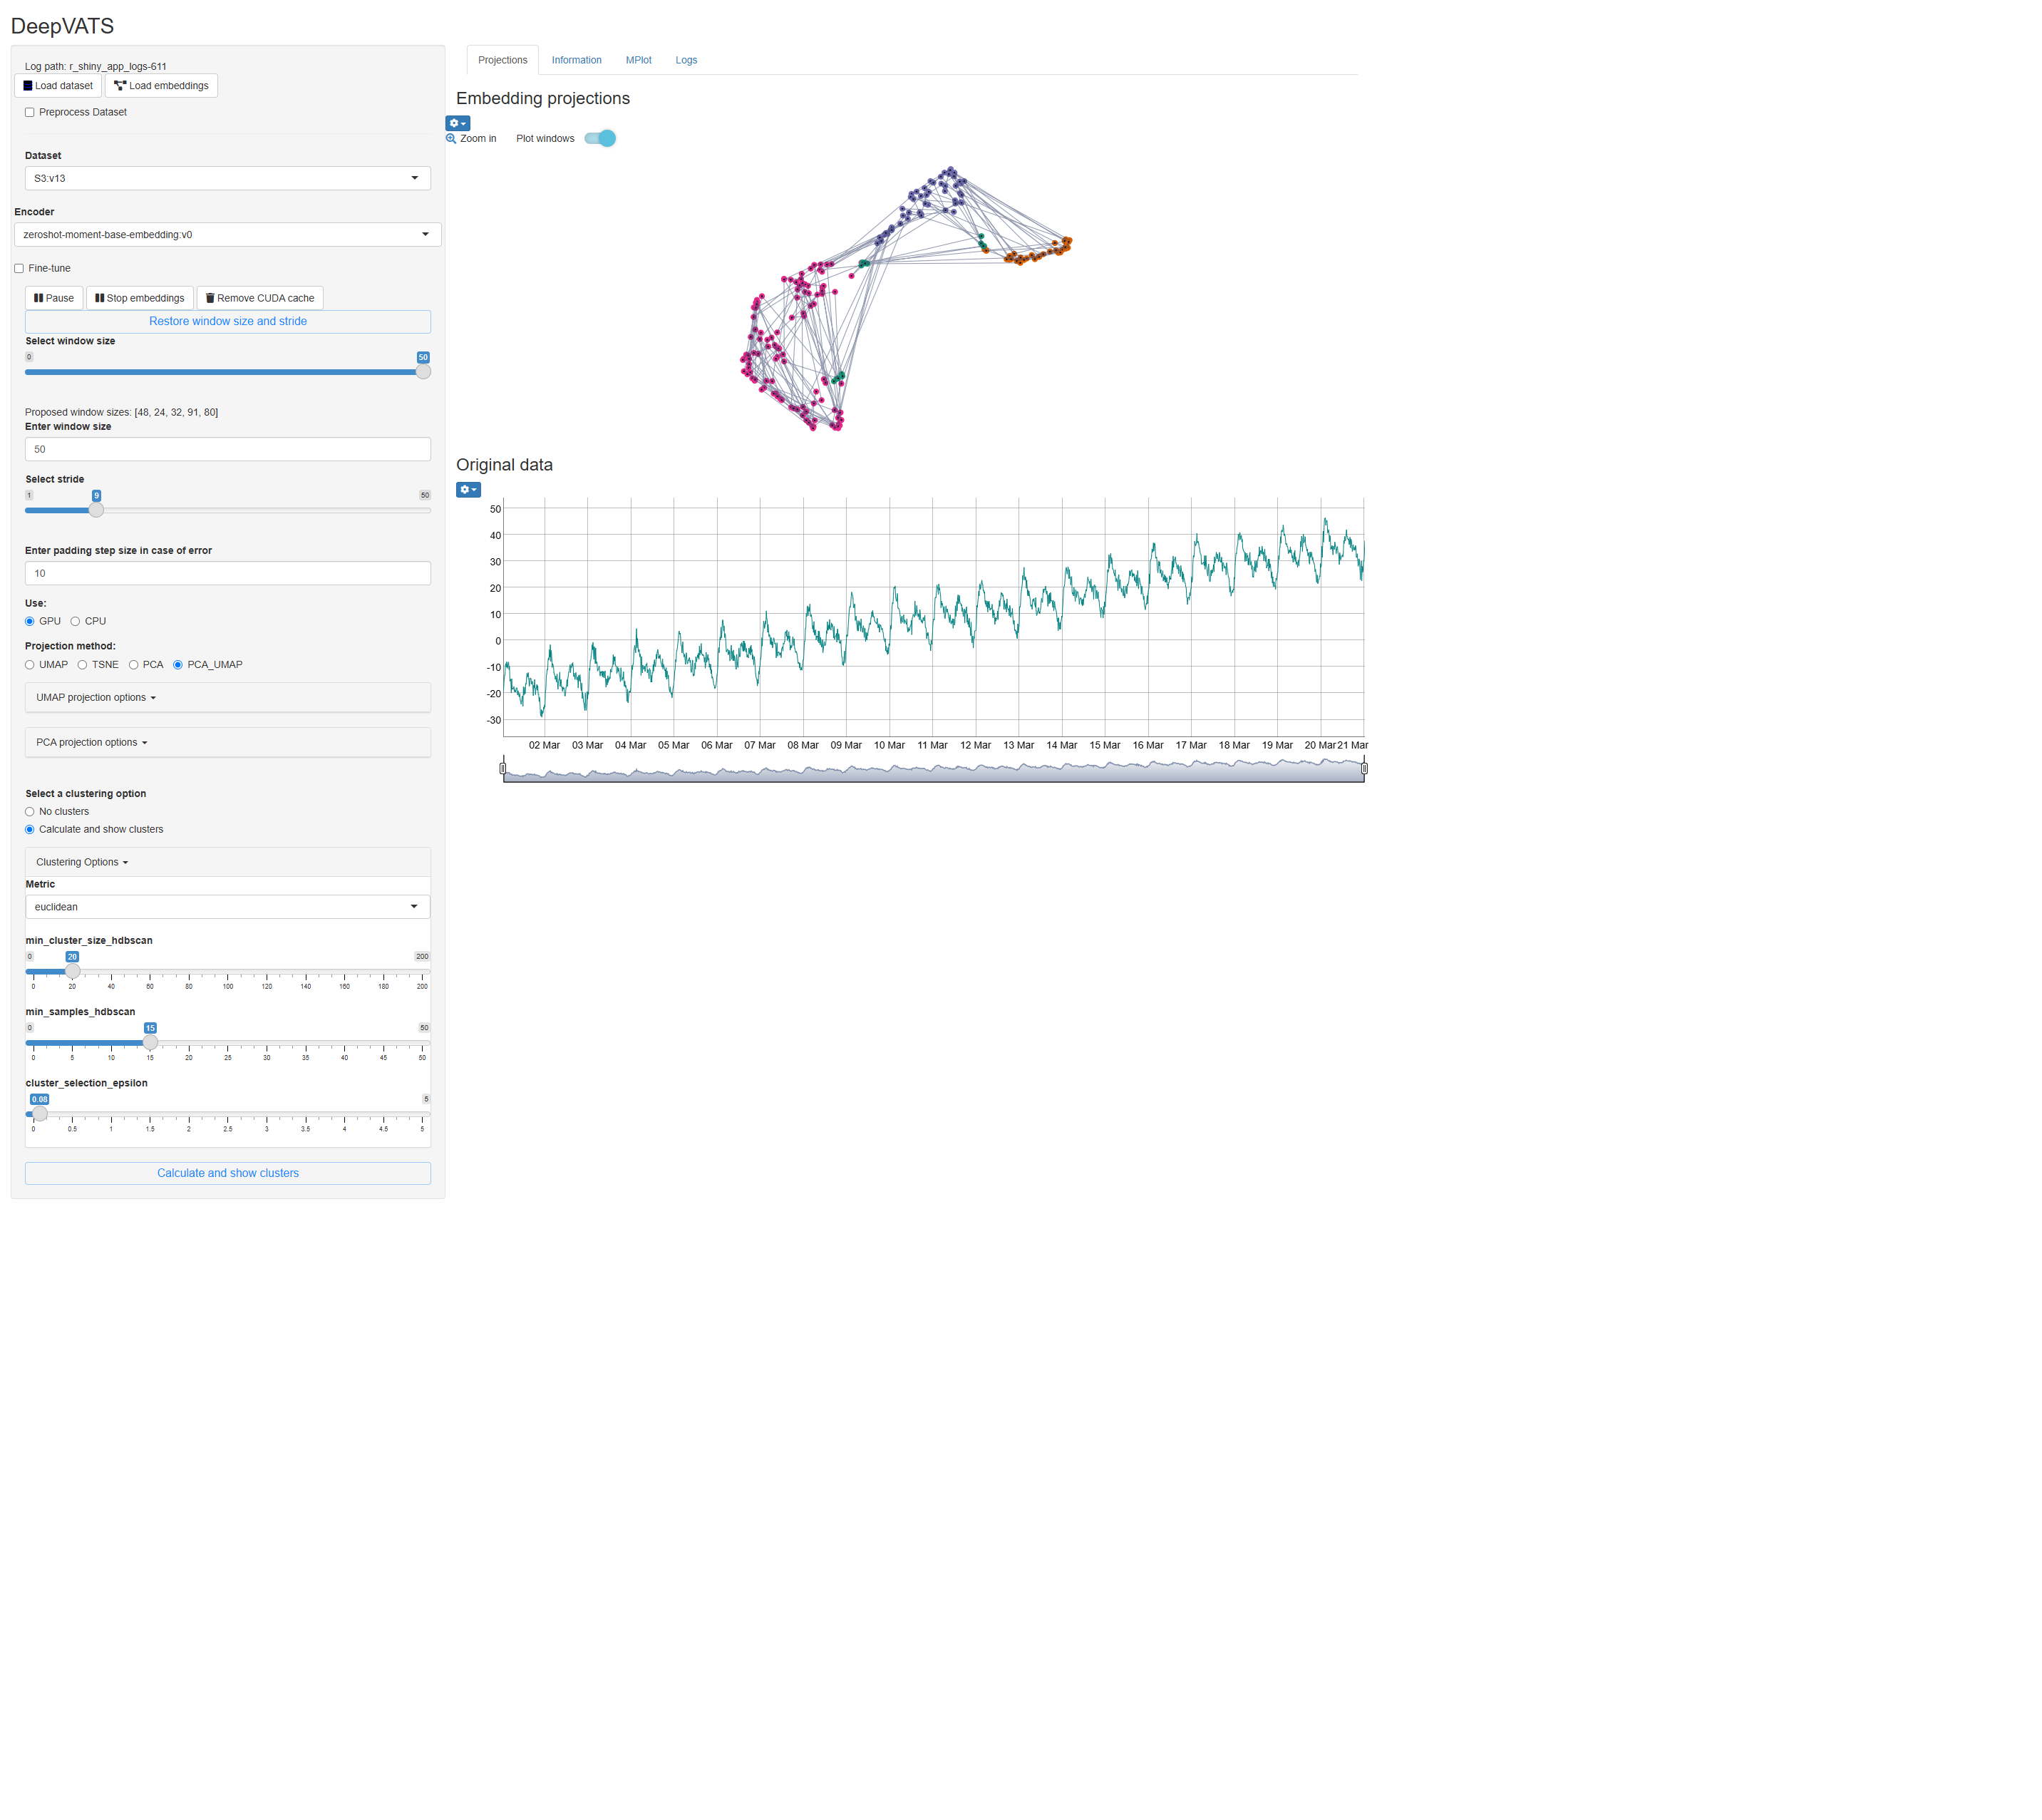 DeepVATS
Log path: r_shiny_app_logs-611
Load dataset Load embeddings
Preprocess Dataset
Dataset
S3:v13
Encoder
zeroshot-moment-base-embedding:v0
Fine-tune
Pause Stop embeddings Remove CUDA cache
Restore window size and stride
Select window size
0 50
Proposed window sizes: [48, 24, 32, 91, 80]
Enter window size
50
Select stride
1 9 50
Enter padding step size in case of error
10
Use:
GPU CPU
Projection method:
UMAP TSNE PCA PCA_UMAP
UMAP projection options
PCA projection options
Select a clustering option
No clusters
Calculate and show clusters
Clustering Options
Metric
euclidean
min_cluster_size_hdbscan
0 20 200
0 20 40 60 80 100 120 140 160 180 200
min_samples_hdbscan
0 15 50
0 5 10 15 20 25 30 35 40 45 50
cluster_selection_epsilon
0.08 5
0 0.5 1 1.5 2 2.5 3 3.5 4 4.5 5
Calculate and show clusters
Projections Information MPlot Logs
Embedding projections
Zoom in Plot windows
Original data
50
40
30
20
10
0
-10
-20
-30
02 Mar 03 Mar 04 Mar 05 Mar 06 Mar 07 Mar 08 Mar 09 Mar 10 Mar 11 Mar 12 Mar 13 Mar 14 Mar 15 Mar 16 Mar 17 Mar 18 Mar 19 Mar 20 Mar 21 Mar